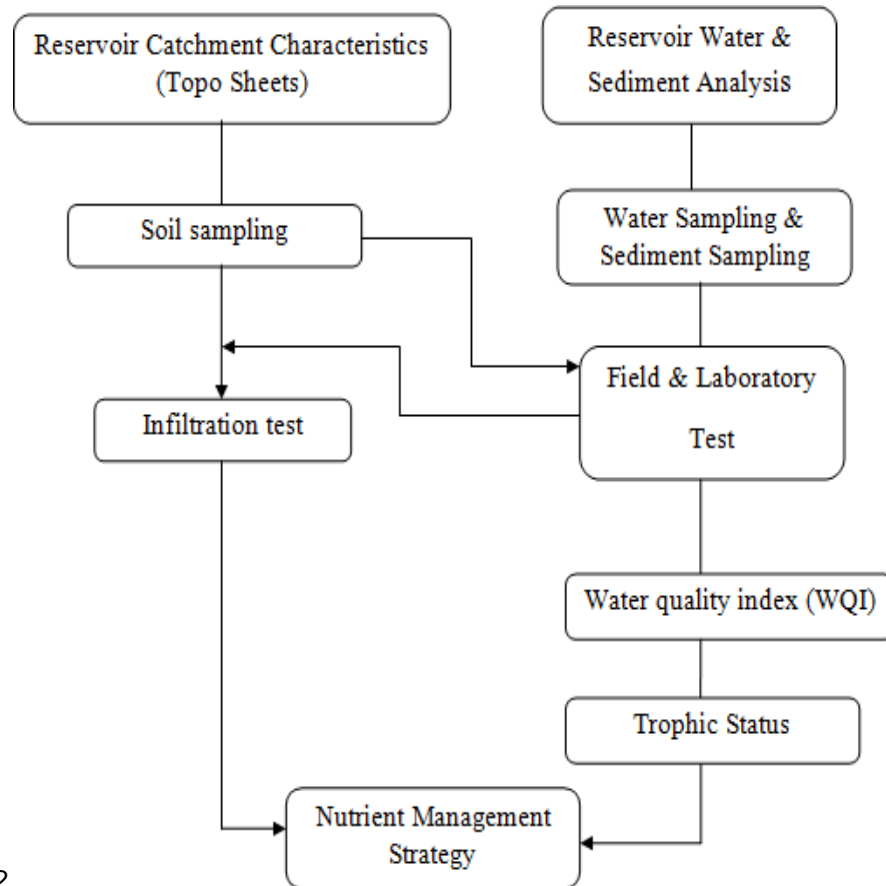 Reservoir Catchment Characteristics
(Topo Sheets)
Reservoir Water &
Sediment Analysis
Soil sampling
Water Sampling &
Sediment Sampling
Field & Laboratory
Test
Infiltration test
Water quality index (WQI)
Trophic Status
Nutrient Management
Strategy